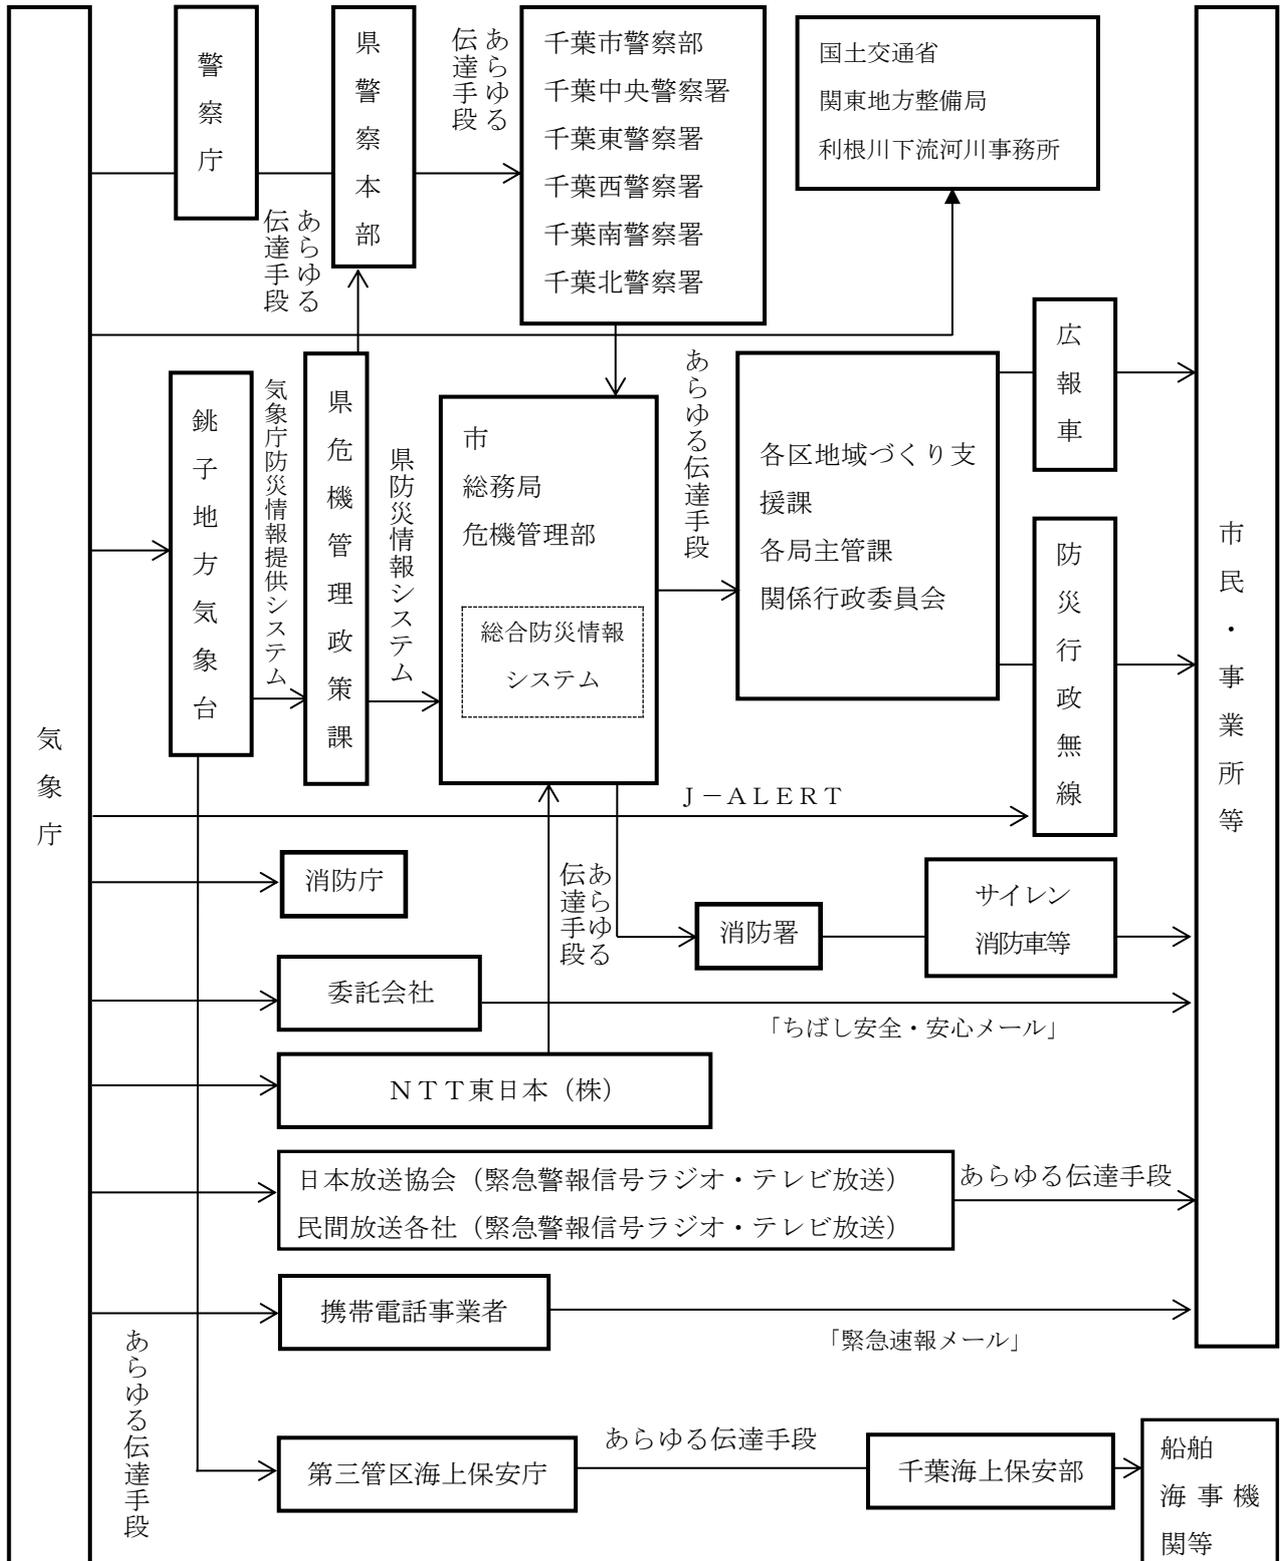 気象庁
警察庁
県警察本部
あらゆる
伝達手段
あらゆる
伝達手段
千葉市警察部
千葉中央警察署
千葉東警察署
千葉西警察署
千葉南警察署
千葉北警察署
国土交通省
関東地方整備局
利根川下流河川事務所
銚子地方気象台
気象庁防災情報提供システム
県危機管理政策課
県防災情報システム
市
総務局
危機管理部
総合防災情報
システム
あらゆる伝達手段
各区地域づくり支
援課
各局主管課
関係行政委員会
広報車
防災行政無線
市民・事業所等
Ｊ－ＡＬＥＲＴ
消防庁
あらゆる
伝達手段
消防署
サイレン
消防車等
委託会社
「ちばし安全・安心メール」
ＮＴＴ東日本（株）
日本放送協会（緊急警報信号ラジオ・テレビ放送）
民間放送各社（緊急警報信号ラジオ・テレビ放送）
あらゆる伝達手段
携帯電話事業者
「緊急速報メール」
あらゆる伝達手段
第三管区海上保安庁
あらゆる伝達手段
千葉海上保安部
船舶
海事機
関等